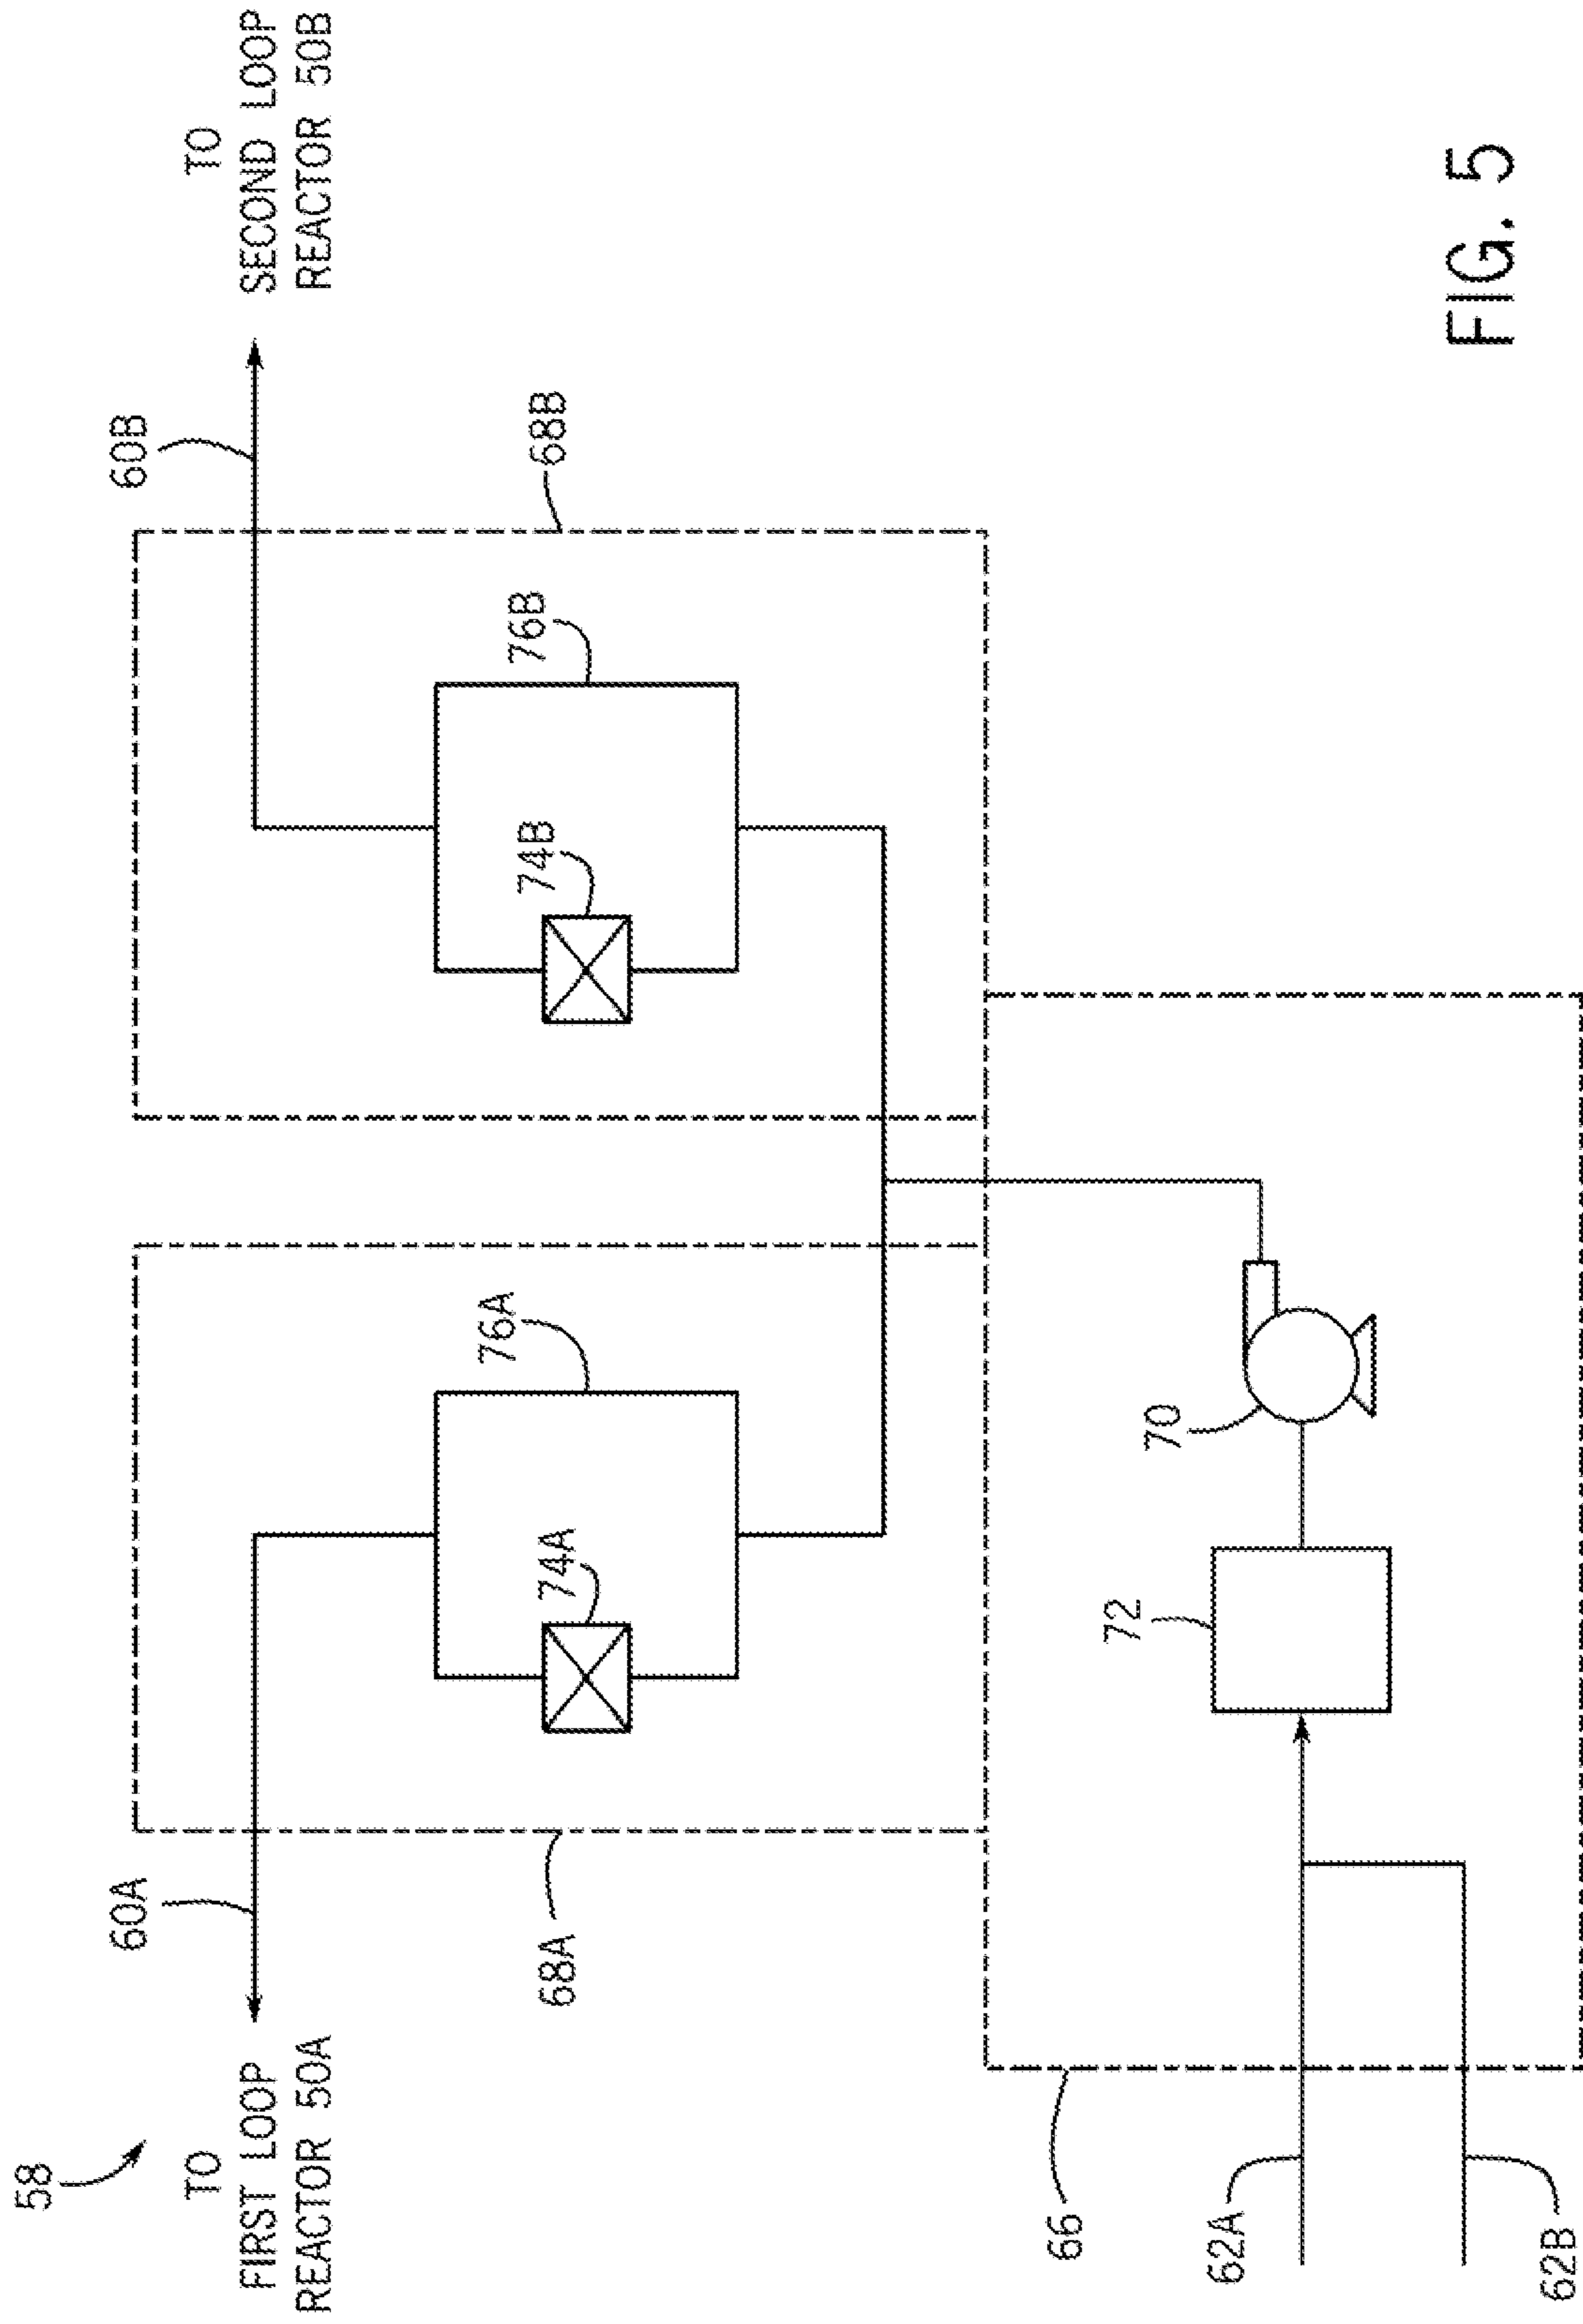 58
TO
FIRST LOOP
REACTOR 50A
60A
60B
TO
SECOND LOOP
REACTOR 50B
68A
74A
76A
74B
76B
68B
66
72
70
62A
62B
FIG. 5